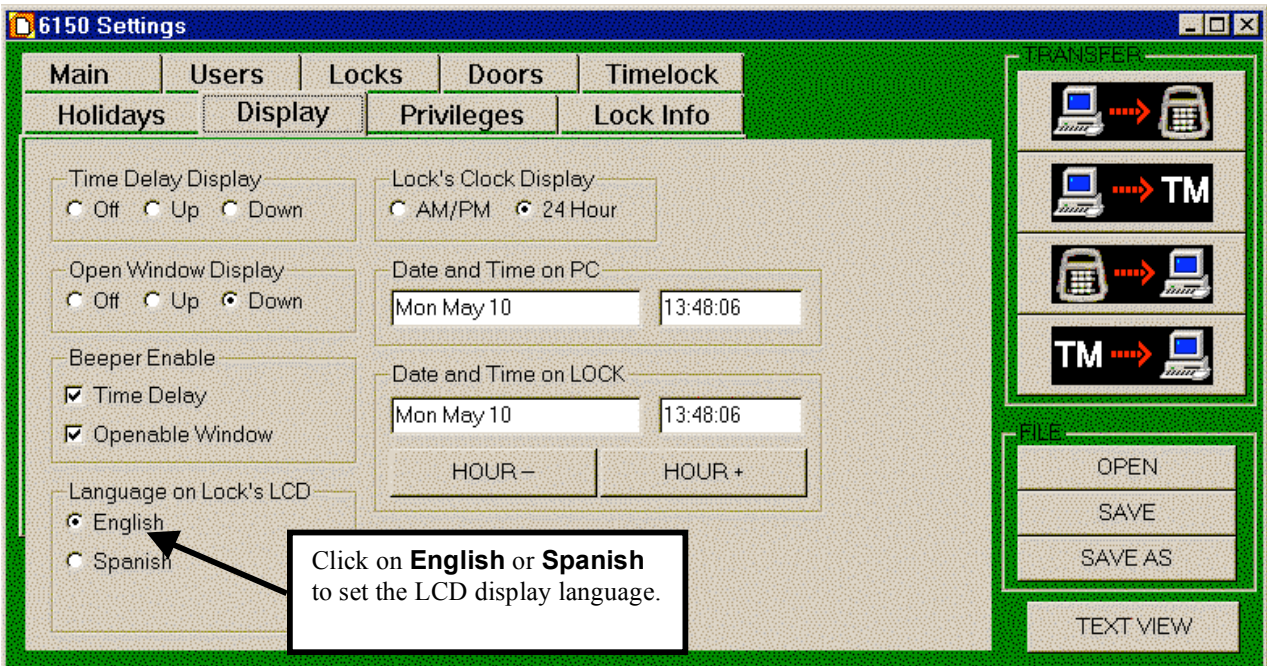 6150 Settings
Main Users Locks Doors Timelock
Holidays Display Privileges Lock Info
Time Delay Display
Off Up Down
Open Window Display
Off Up Down
Beeper Enable
Time Delay
Openable Window
Language on Lock's LCD
English
Spanish
Lock's Clock Display
AM/PM 24 Hour
Date and Time on PC
Mon May 10 13:48:06
Date and Time on LOCK
Mon May 10 13:48:06
HOUR – HOUR +
Click on English or Spanish
to set the LCD display language.
TRANSFER
TM
TM
FILE
OPEN
SAVE
SAVE AS
TEXT VIEW